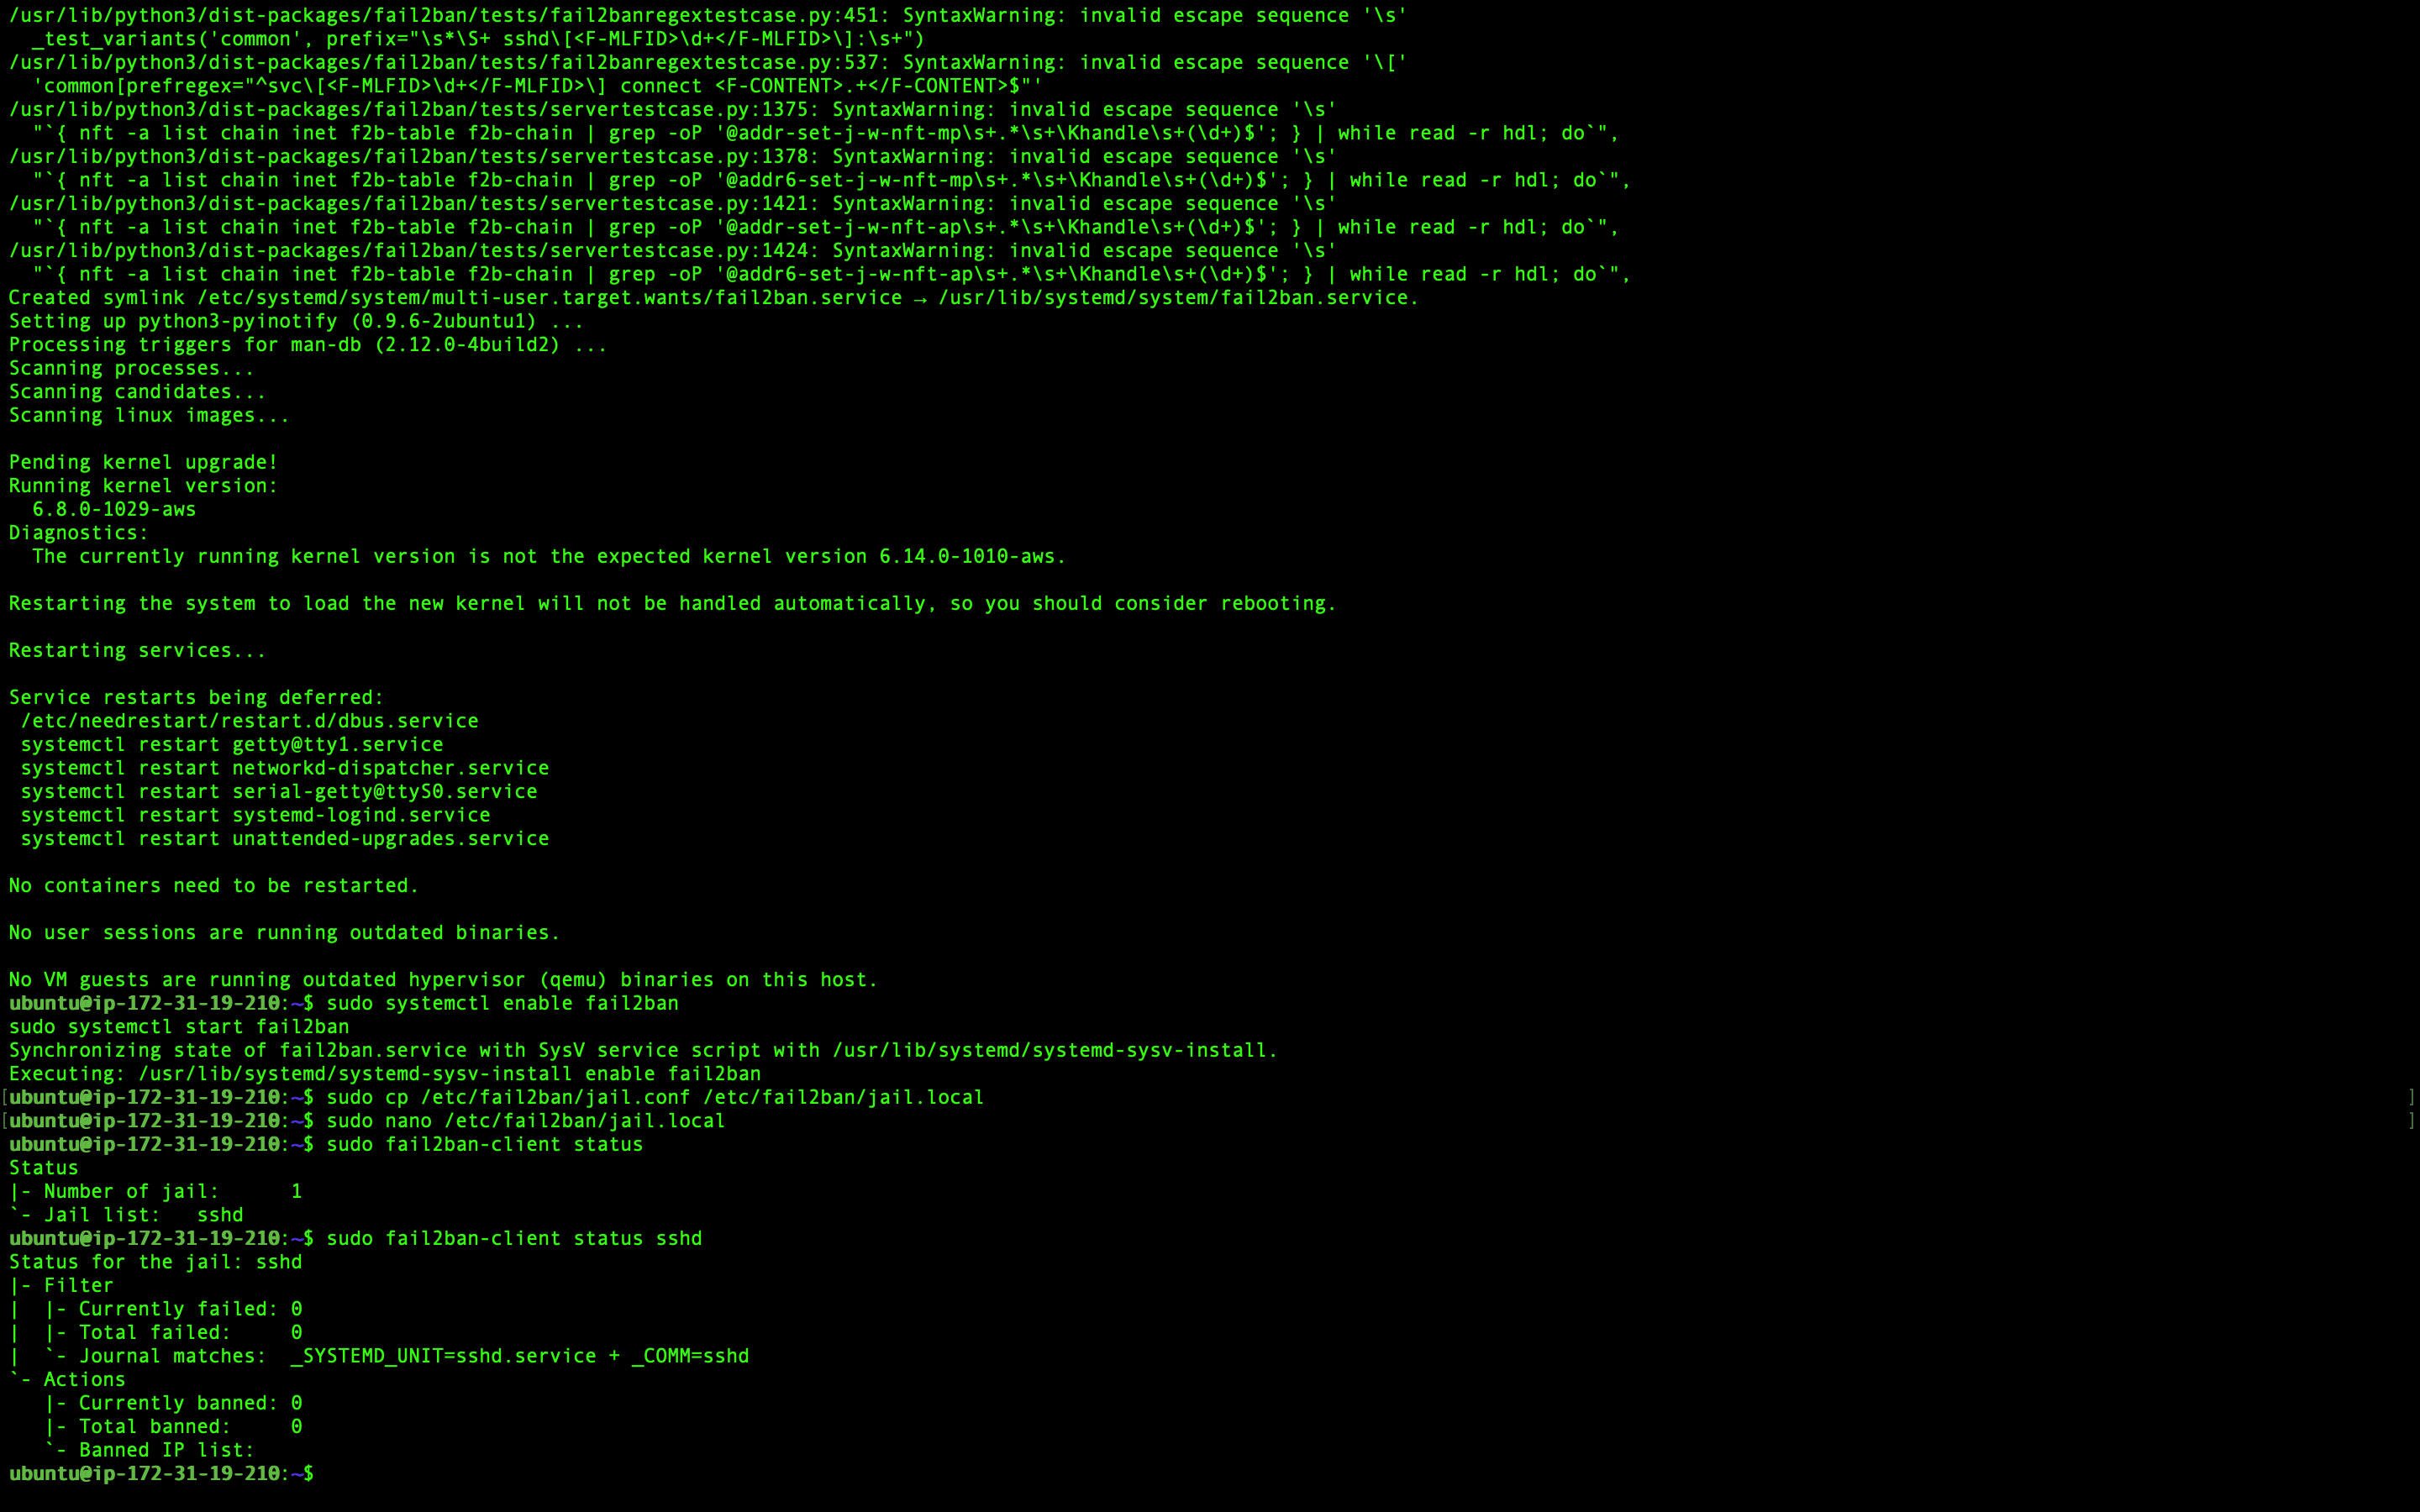 /usr/lib/python3/dist-packages/fail2ban/tests/fail2banregextestcase.py:451: SyntaxWarning: invalid escape sequence '\s'
  _test_variants('common', prefix="\s*\S+ sshd\[<F-MLFID>\d+</F-MLFID>\]:\s+")
/usr/lib/python3/dist-packages/fail2ban/tests/fail2banregextestcase.py:537: SyntaxWarning: invalid escape sequence '\['
  'common[prefregex="^svc\[<F-MLFID>\d+</F-MLFID>\] connect <F-CONTENT>.+</F-CONTENT>$"'
/usr/lib/python3/dist-packages/fail2ban/tests/servertestcase.py:1375: SyntaxWarning: invalid escape sequence '\s'
  "`{ nft -a list chain inet f2b-table f2b-chain | grep -oP '@addr-set-j-w-nft-mp\s+.*\s+\Khandle\s+(\d+)$'; } | while read -r hdl; do`",
/usr/lib/python3/dist-packages/fail2ban/tests/servertestcase.py:1378: SyntaxWarning: invalid escape sequence '\s'
  "`{ nft -a list chain inet f2b-table f2b-chain | grep -oP '@addr6-set-j-w-nft-mp\s+.*\s+\Khandle\s+(\d+)$'; } | while read -r hdl; do`",
/usr/lib/python3/dist-packages/fail2ban/tests/servertestcase.py:1421: SyntaxWarning: invalid escape sequence '\s'
  "`{ nft -a list chain inet f2b-table f2b-chain | grep -oP '@addr-set-j-w-nft-ap\s+.*\s+\Khandle\s+(\d+)$'; } | while read -r hdl; do`",
/usr/lib/python3/dist-packages/fail2ban/tests/servertestcase.py:1424: SyntaxWarning: invalid escape sequence '\s'
  "`{ nft -a list chain inet f2b-table f2b-chain | grep -oP '@addr6-set-j-w-nft-ap\s+.*\s+\Khandle\s+(\d+)$'; } | while read -r hdl; do`",
Created symlink /etc/systemd/system/multi-user.target.wants/fail2ban.service → /usr/lib/systemd/system/fail2ban.service.
Setting up python3-pyinotify (0.9.6-2ubuntu1) ...
Processing triggers for man-db (2.12.0-4build2) ...
Scanning processes...
Scanning candidates...
Scanning linux images...

Pending kernel upgrade!
Running kernel version:
  6.8.0-1029-aws
Diagnostics:
  The currently running kernel version is not the expected kernel version 6.14.0-1010-aws.

Restarting the system to load the new kernel will not be handled automatically, so you should consider rebooting.

Restarting services...

Service restarts being deferred:
 /etc/needrestart/restart.d/dbus.service
 systemctl restart getty@tty1.service
 systemctl restart networkd-dispatcher.service
 systemctl restart serial-getty@ttyS0.service
 systemctl restart systemd-logind.service
 systemctl restart unattended-upgrades.service

No containers need to be restarted.

No user sessions are running outdated binaries.

No VM guests are running outdated hypervisor (qemu) binaries on this host.
ubuntu@ip-172-31-19-210:~$ sudo systemctl enable fail2ban
sudo systemctl start fail2ban
Synchronizing state of fail2ban.service with SysV service script with /usr/lib/systemd/systemd-sysv-install.
Executing: /usr/lib/systemd/systemd-sysv-install enable fail2ban
[ubuntu@ip-172-31-19-210:~$ sudo cp /etc/fail2ban/jail.conf /etc/fail2ban/jail.local ]
[ubuntu@ip-172-31-19-210:~$ sudo nano /etc/fail2ban/jail.local ]
ubuntu@ip-172-31-19-210:~$ sudo fail2ban-client status
Status
|- Number of jail:      1
`- Jail list:   sshd
ubuntu@ip-172-31-19-210:~$ sudo fail2ban-client status sshd
Status for the jail: sshd
|- Filter
|  |- Currently failed: 0
|  |- Total failed:     0
|  `- Journal matches:  _SYSTEMD_UNIT=sshd.service + _COMM=sshd
`- Actions
   |- Currently banned: 0
   |- Total banned:     0
   `- Banned IP list:
ubuntu@ip-172-31-19-210:~$